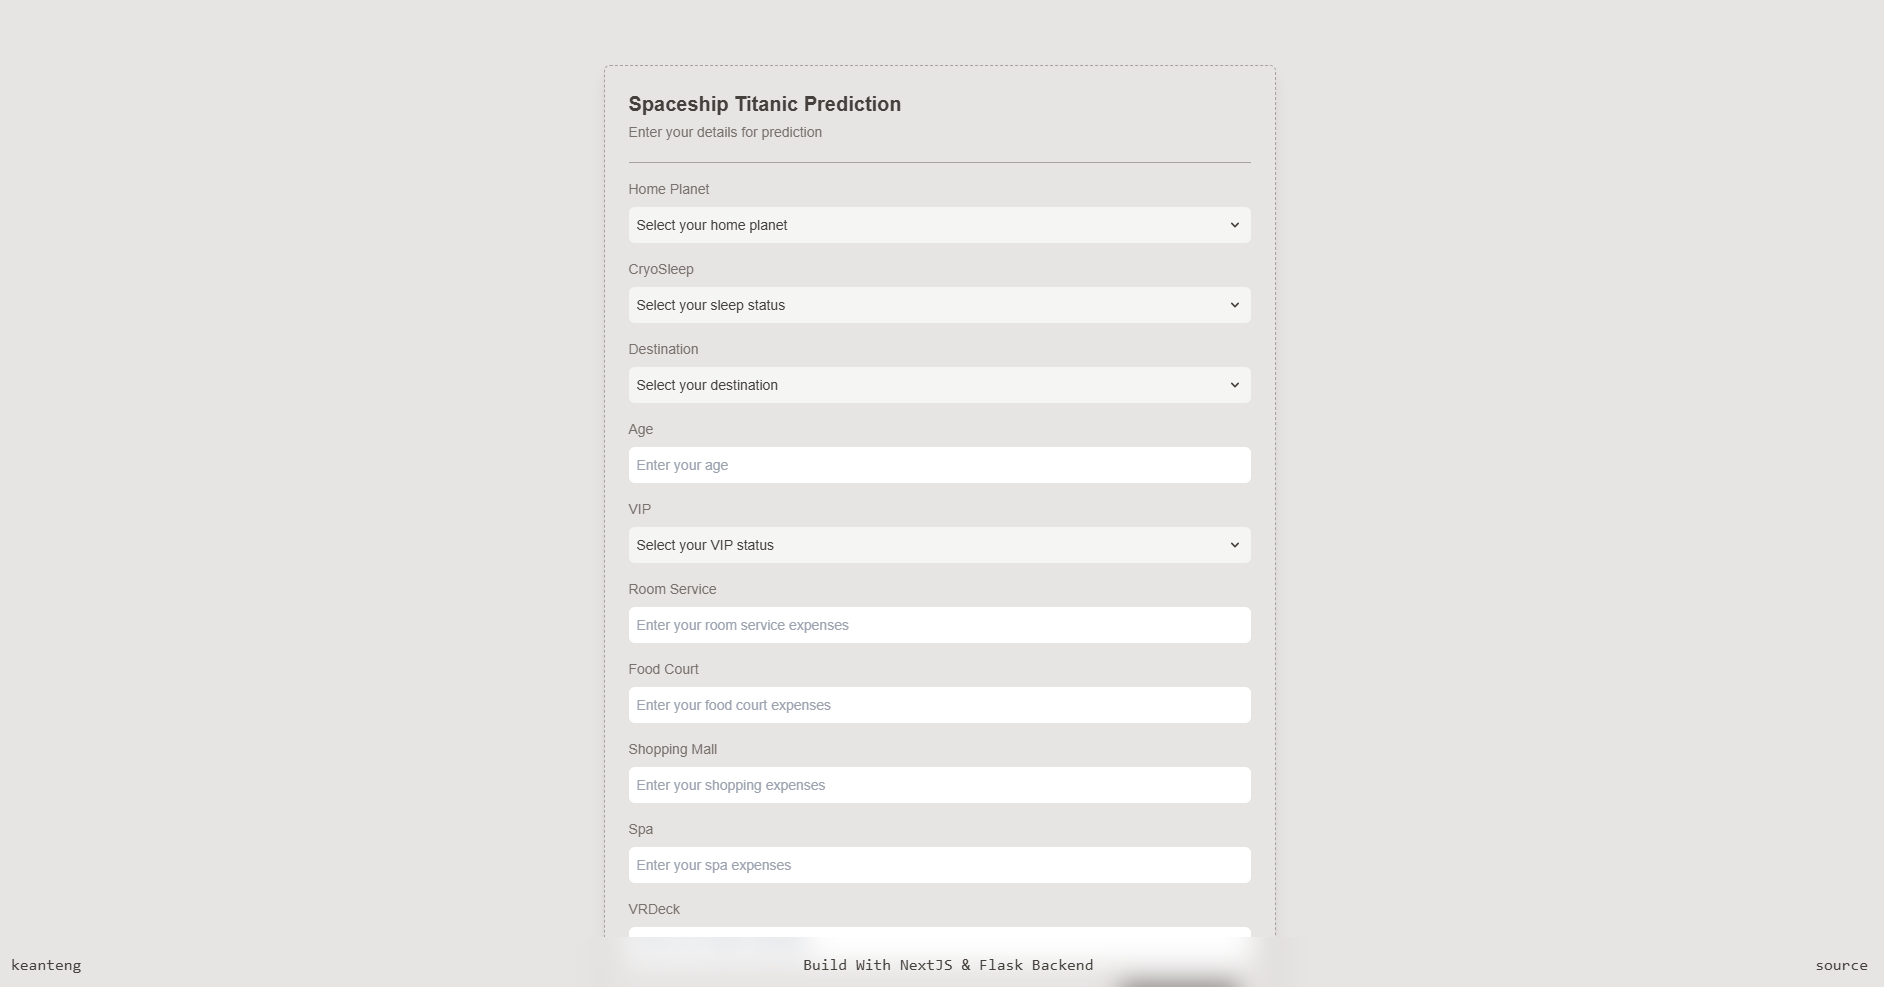 Spaceship Titanic Prediction
Enter your details for prediction
Home Planet
Select your home planet
CryoSleep
Select your sleep status
Destination
Select your destination
Age
Enter your age
VIP
Select your VIP status
Room Service
Enter your room service expenses
Food Court
Enter your food court expenses
Shopping Mall
Enter your shopping expenses
Spa
Enter your spa expenses
VRDeck
keanteng
Build With NextJS & Flask Backend
source